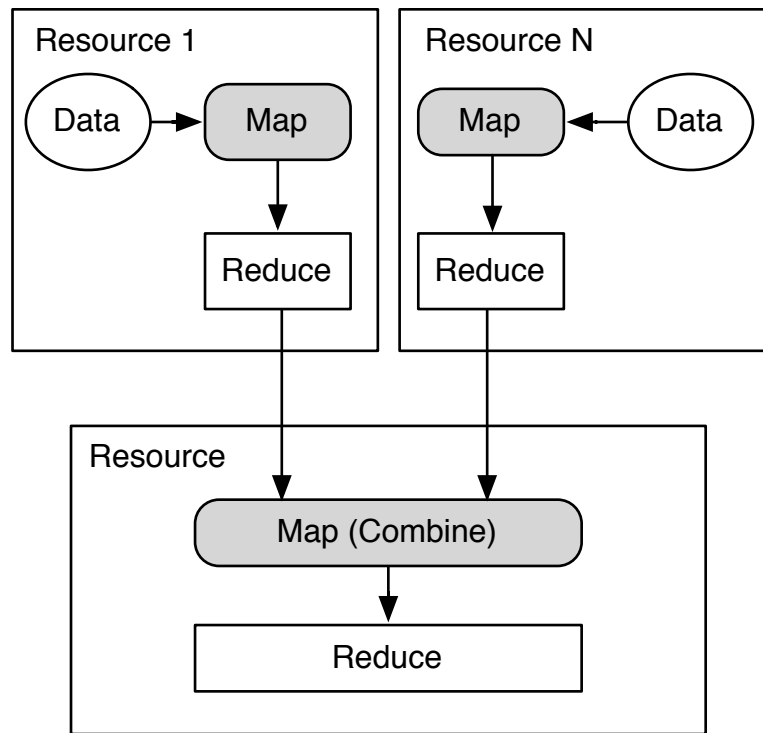 Resource 1
Data
Map
Reduce
Resource N
Map
Data
Reduce
Resource
Map (Combine)
Reduce